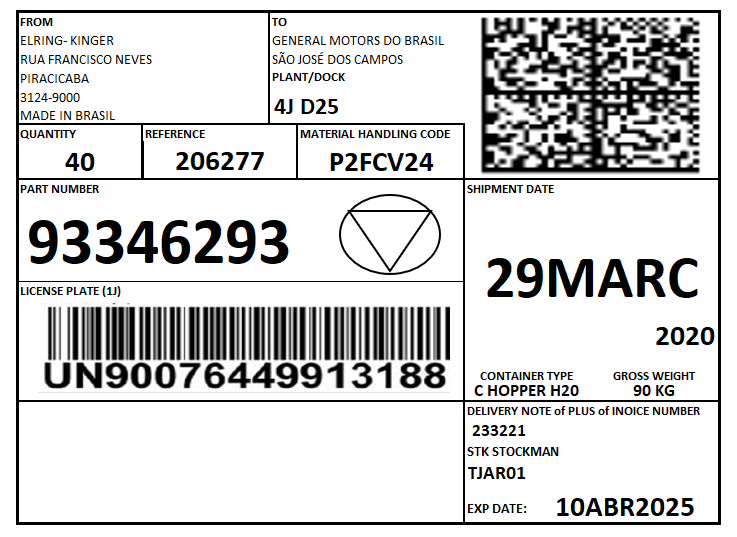 FROM
ELRING- KINGER
RUA FRANCISCO NEVES
PIRACICABA
3124-9000
MADE IN BRASIL
TO
GENERAL MOTORS DO BRASIL
SÃO JOSÉ DOS CAMPOS
PLANT/DOCK
4J D25
QUANTITY
40
REFERENCE
206277
MATERIAL HANDLING CODE
P2FCV24
PART NUMBER
93346293
SHIPMENT DATE
29MARC
2020
LICENSE PLATE (1J)
UN90076449913188
CONTAINER TYPE
C HOPPER H20
GROSS WEIGHT
90 KG
DELIVERY NOTE of PLUS of INOICE NUMBER
233221
STK STOCKMAN
TJAR01
EXP DATE: 10ABR2025